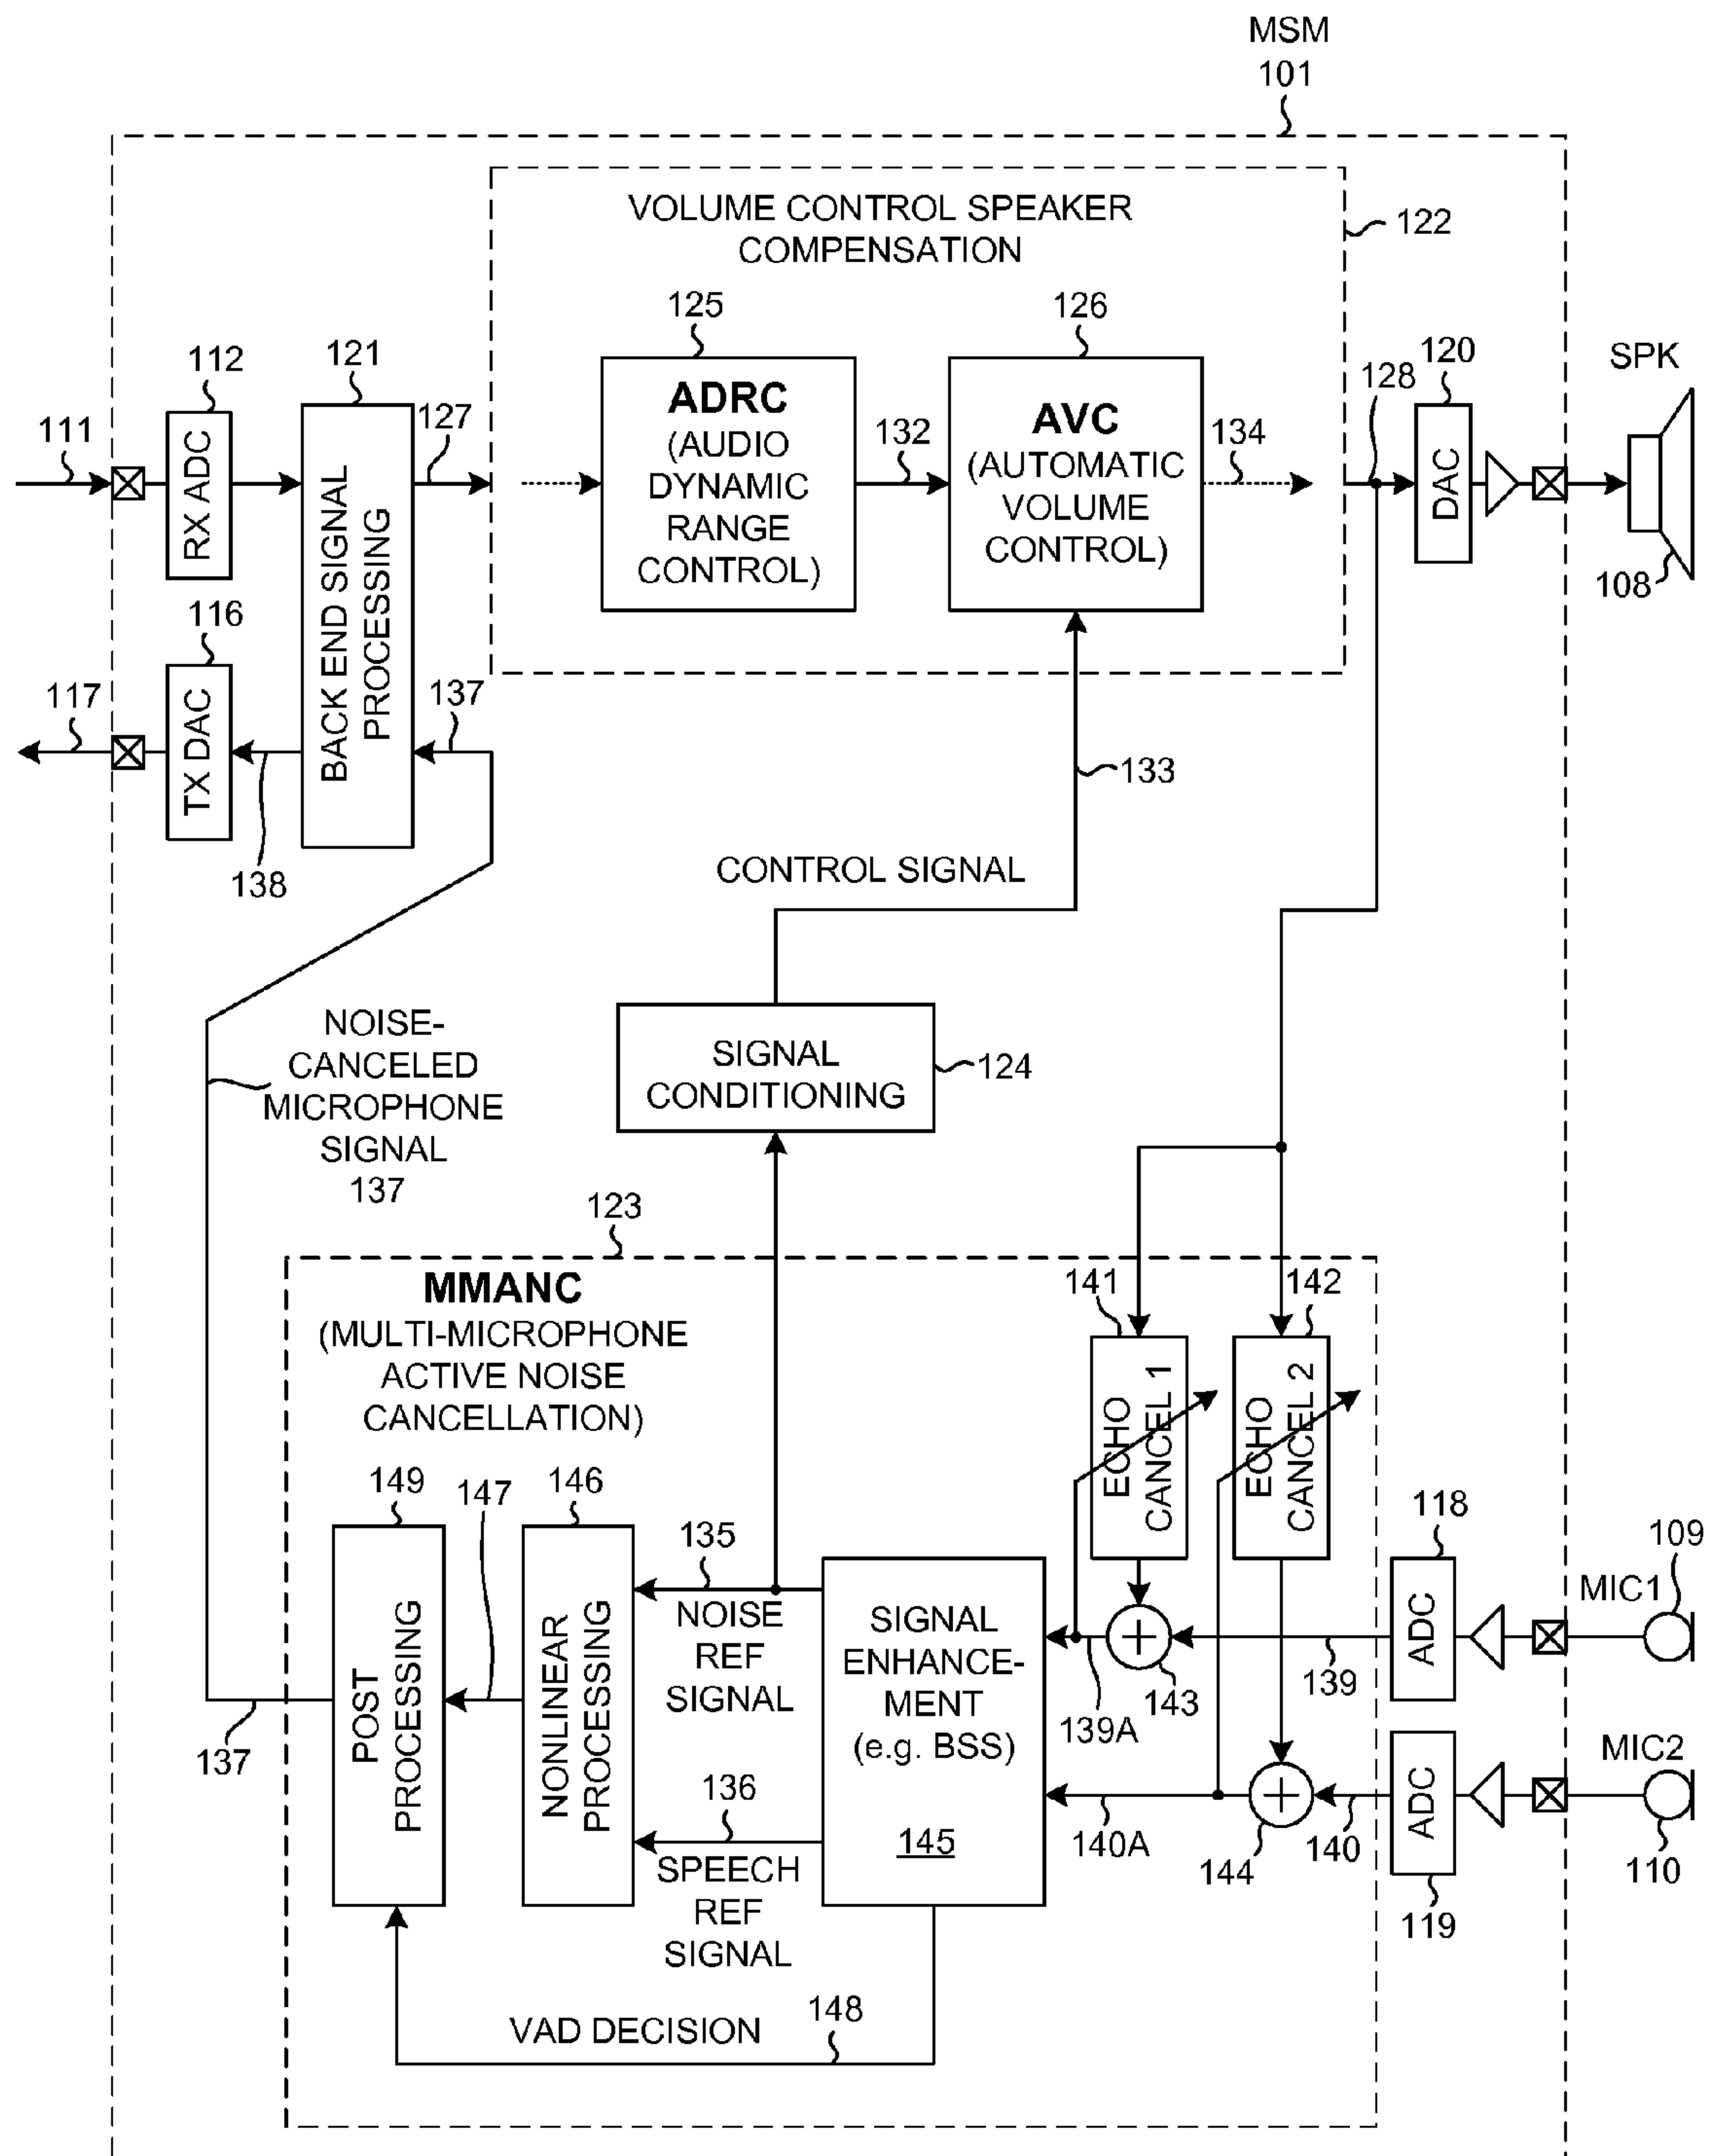 MSM
101
VOLUME CONTROL SPEAKER
COMPENSATION
122
125
126
112
121
120
SPK
111
127
ADRC
(AUDIO
DYNAMIC
RANGE
CONTROL)
132
AVC
(AUTOMATIC
VOLUME
CONTROL)
134
128
RX ADC
BACK END SIGNAL
PROCESSING
DAC
108
116
117
TX DAC
137
138
133
CONTROL SIGNAL
NOISE-
CANCELED
MICROPHONE
SIGNAL
137
SIGNAL
CONDITIONING
124
123
MMANC
(MULTI-MICROPHONE
ACTIVE NOISE
CANCELLATION)
141
142
ECHO
CANCEL 1
ECHO
CANCEL 2
149
147
146
135
118
109
MIC1
POST
PROCESSING
NONLINEAR
PROCESSING
NOISE
REF
SIGNAL
SIGNAL
ENHANCE-
MENT
(e.g. BSS)
145
139A
143
139
ADC
137
MIC2
136
SPEECH
REF
SIGNAL
140A
144
140
ADC
110
119
VAD DECISION
148